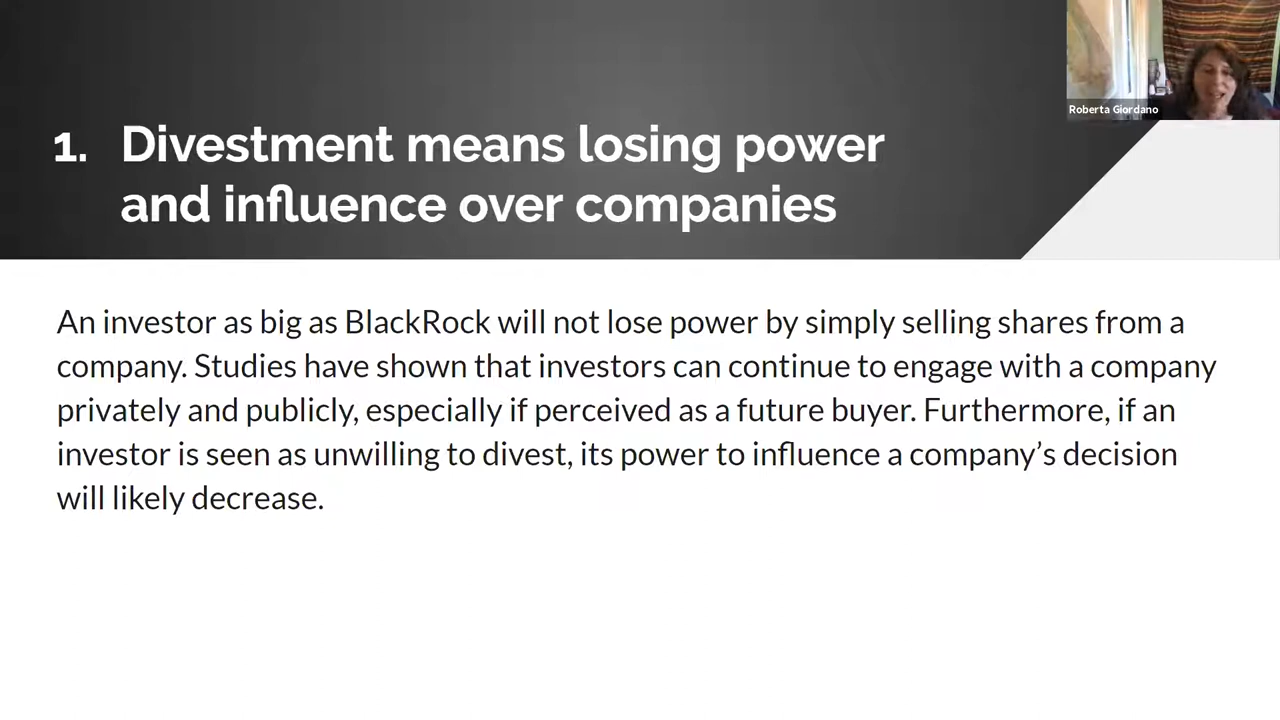 Roberta Giordano
1. Divestment means losing power
and influence over companies
An investor as big as BlackRock will not lose power by simply selling shares from a
company. Studies have shown that investors can continue to engage with a company
privately and publicly, especially if perceived as a future buyer. Furthermore, if an
investor is seen as unwilling to divest, its power to influence a company’s decision
will likely decrease.